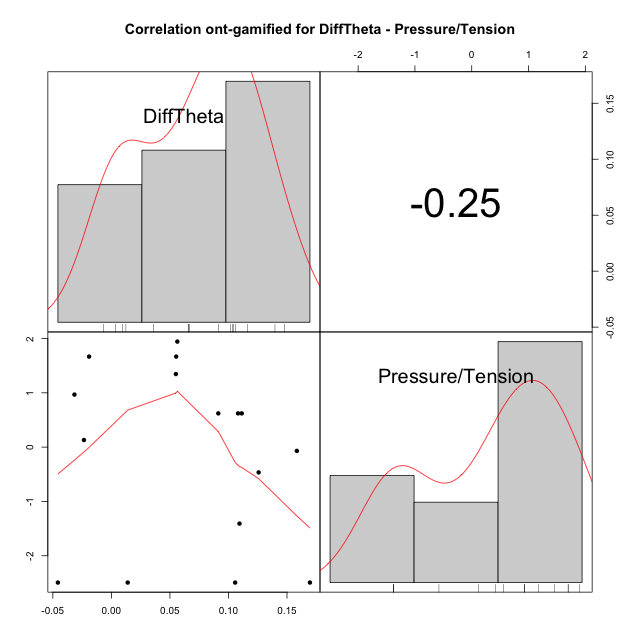 Correlation ont-gamified for DiffTheta - Pressure/Tension
-2 -1 0 1 2
DiffTheta
-0.25
-0.05 0.00 0.05 0.10 0.15
Pressure/Tension
-2 -1 0 1 2
-0.05 0.00 0.05 0.10 0.15